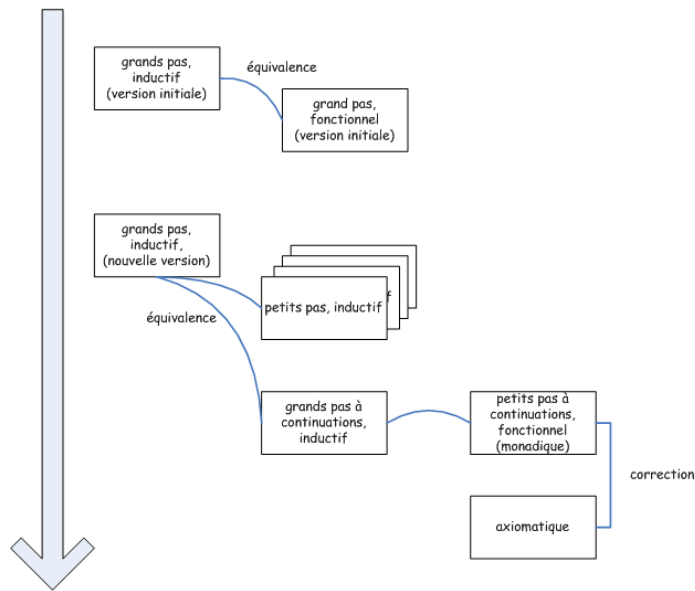 grands pas,
inductif
(version initiale)
équivalence
grand pas,
fonctionnel
(version initiale)
grands pas,
inductif,
(nouvelle version)
petits pas, inductif
équivalence
grands pas à
continuations,
inductif
petits pas à
continuations,
fonctionnel
(monadique)
correction
axiomatique